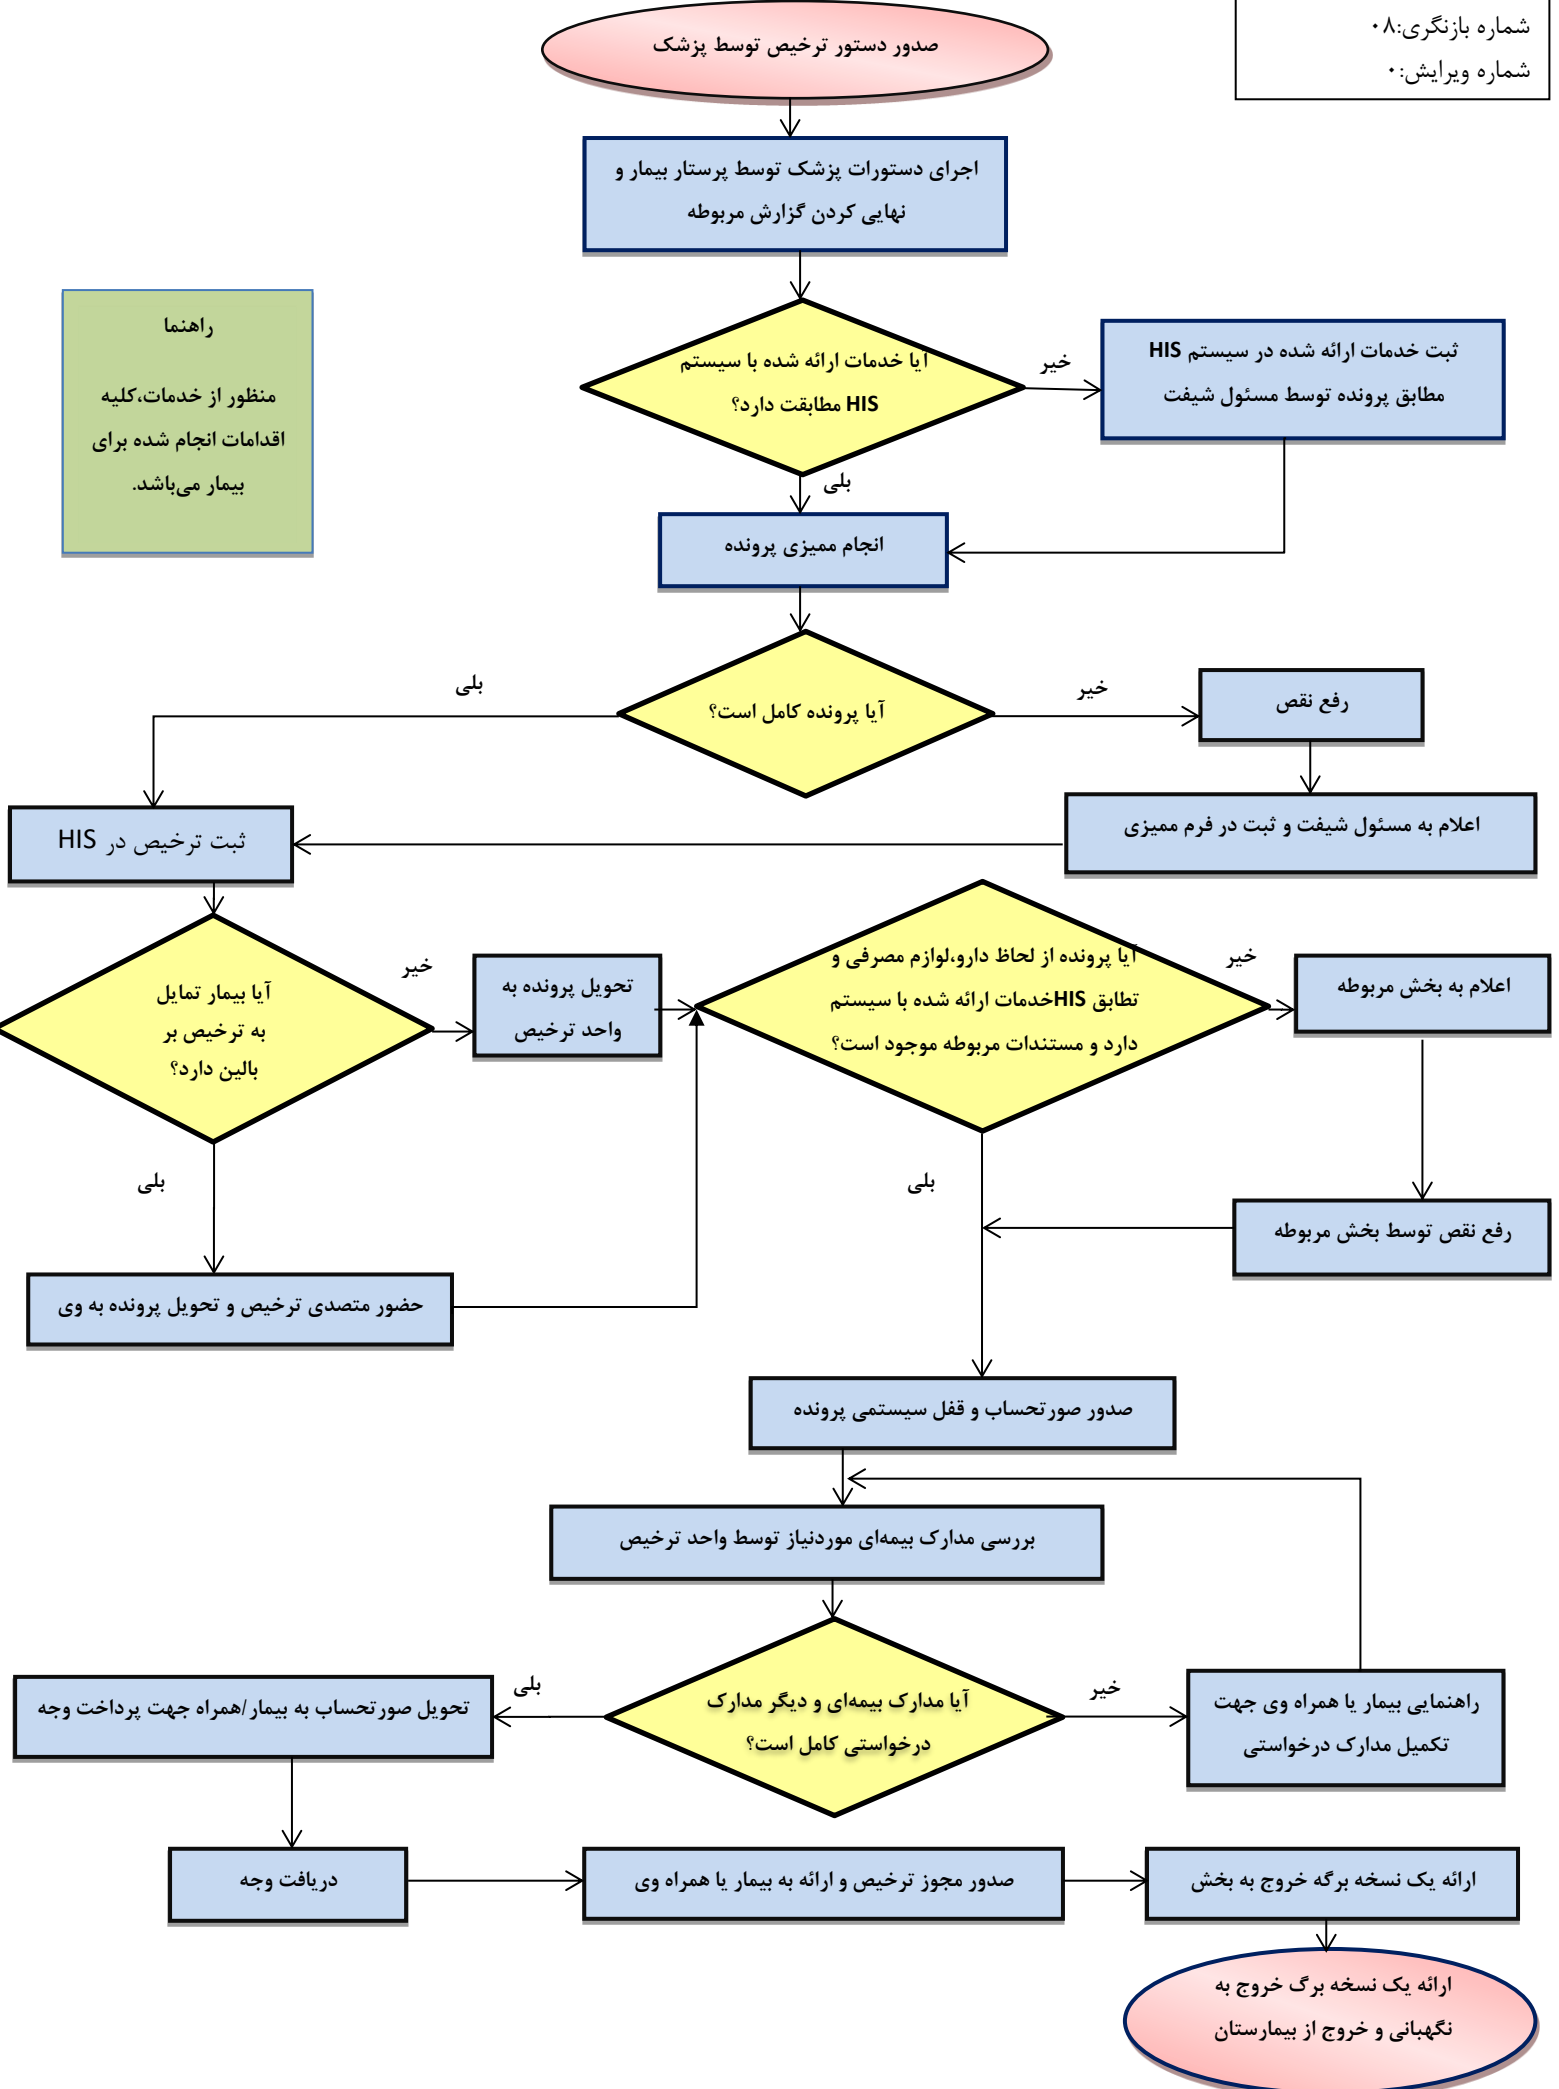 شماره بازنگری:۰۸
شماره ویرایش:۰
صدور دستور ترخیص توسط پزشک
اجرای دستورات پزشک توسط پرستار بیمار و
نهایی کردن گزارش مربوطه
راهنما
منظور از خدمات،کلیه
اقدامات انجام شده برای
بیمار می‌باشد.
آیا خدمات ارائه شده با سیستم
HIS مطابقت دارد؟
خیر
ثبت خدمات ارائه شده در سیستم HIS
مطابق پرونده توسط مسئول شیفت
بلی
انجام ممیزی پرونده
آیا پرونده کامل است؟
خیر
بلی
رفع نقص
اعلام به مسئول شیفت و ثبت در فرم ممیزی
ثبت ترخیص در HIS
آیا بیمار تمایل
به ترخیص بر
بالین دارد؟
خیر
تحویل پرونده به
واحد ترخیص
بلی
حضور متصدی ترخیص و تحویل پرونده به وی
آیا پرونده از لحاظ دارو،لوازم مصرفی و
تطابق HISخدمات ارائه شده با سیستم
دارد و مستندات مربوطه موجود است؟
خیر
اعلام به بخش مربوطه
رفع نقص توسط بخش مربوطه
بلی
صدور صورتحساب و قفل سیستمی پرونده
بررسی مدارک بیمه‌ای موردنیاز توسط واحد ترخیص
آیا مدارک بیمه‌ای و دیگر مدارک
درخواستی کامل است؟
خیر
راهنمایی بیمار یا همراه وی جهت
تکمیل مدارک درخواستی
بلی
تحویل صورتحساب به بیمار/همراه جهت پرداخت وجه
دریافت وجه
صدور مجوز ترخیص و ارائه به بیمار یا همراه وی
ارائه یک نسخه برگه خروج به بخش
ارائه یک نسخه برگ خروج به
نگهبانی و خروج از بیمارستان